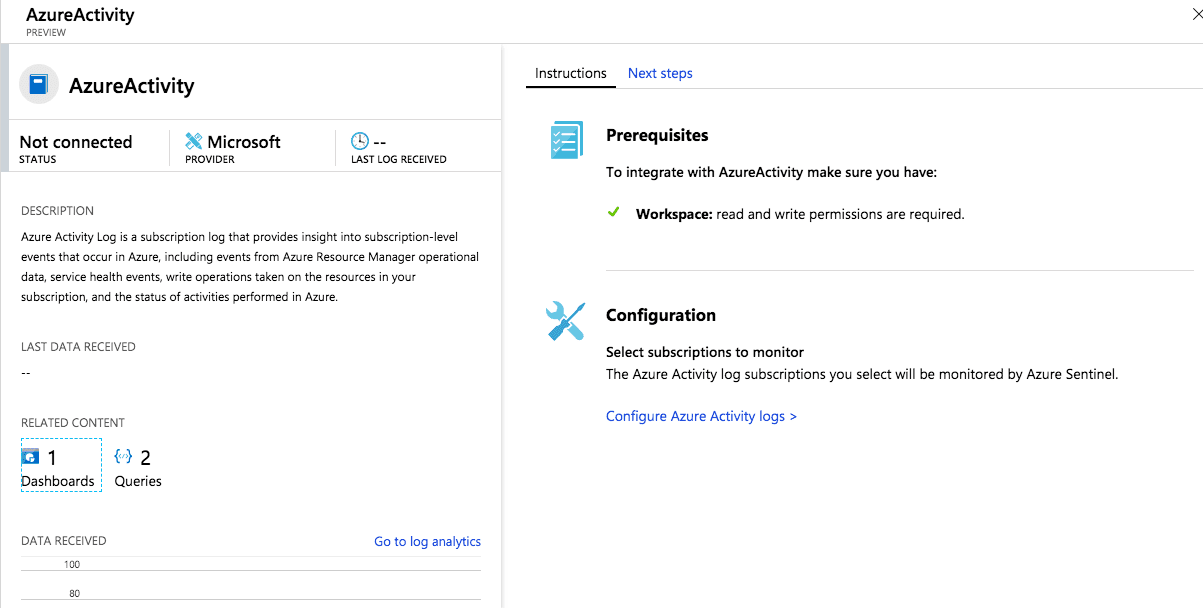 AzureActivity
PREVIEW
AzureActivity
Not connected
STATUS
Microsoft
PROVIDER
--
LAST LOG RECEIVED
DESCRIPTION
Azure Activity Log is a subscription log that provides insight into subscription-level
events that occur in Azure, including events from Azure Resource Manager operational
data, service health events, write operations taken on the resources in your
subscription, and the status of activities performed in Azure.
LAST DATA RECEIVED
--
RELATED CONTENT
1
Dashboards
2
Queries
DATA RECEIVED
Go to log analytics
100
80
Instructions
Next steps
Prerequisites
To integrate with AzureActivity make sure you have:
Workspace: read and write permissions are required.
Configuration
Select subscriptions to monitor
The Azure Activity log subscriptions you select will be monitored by Azure Sentinel.
Configure Azure Activity logs >